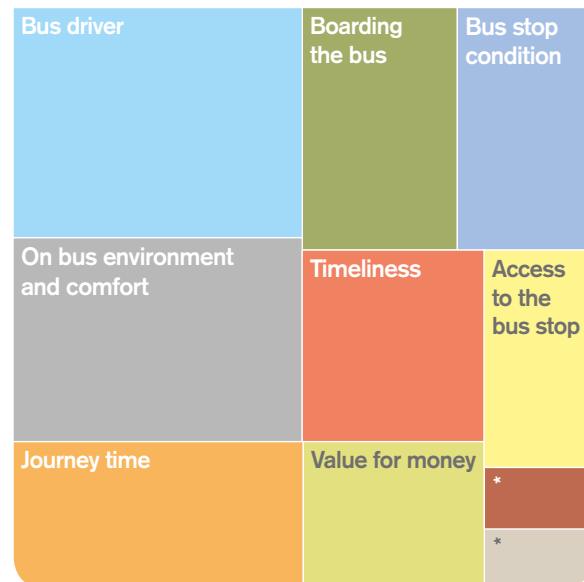 Bus driver
Boarding
the bus
Bus stop
condition
On bus environment
and comfort
Timeliness
Access
to the
bus stop
Journey time
Value for money
*
*